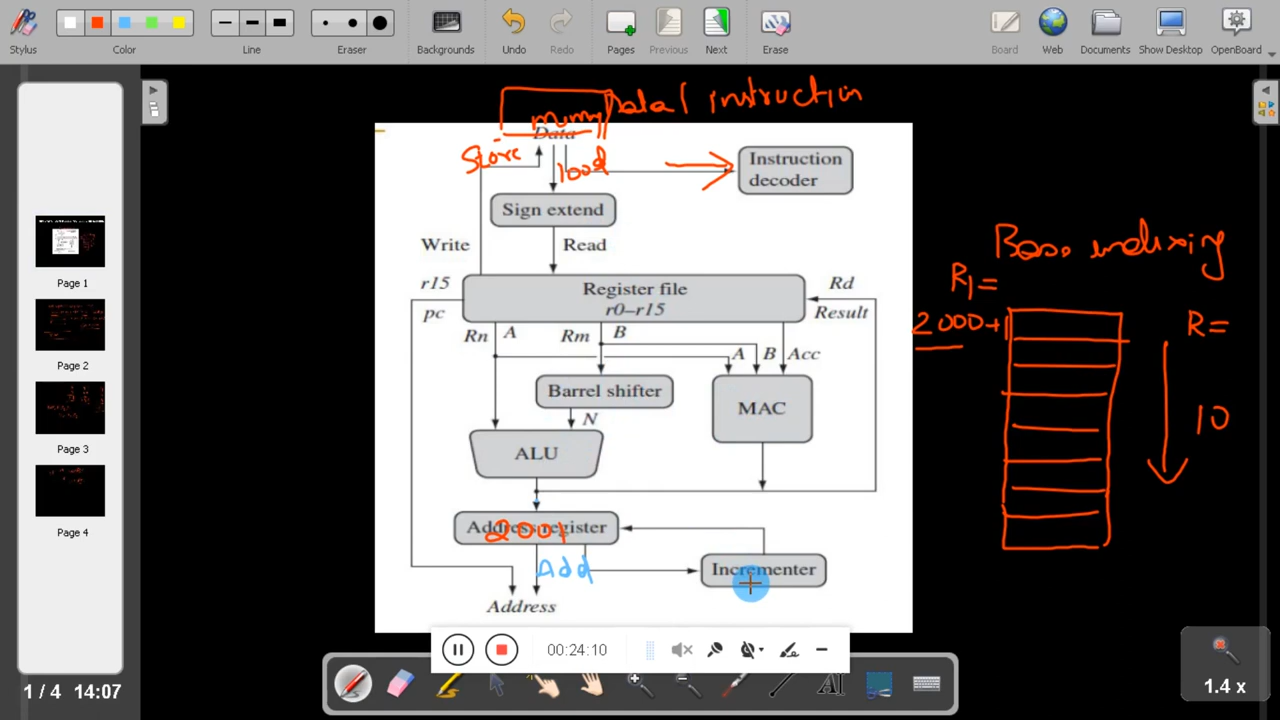 Stylus
Color
Line
Eraser
Backgrounds
Undo
Redo
Pages
Previous
Next
Erase
Board
Web
Documents
Show Desktop
OpenBoard
Page 1
Page 2
Page 3
Page 4
Data/ instruction
Data
Store
load
Instruction
decoder
Sign extend
Write
Read
r15
pc
Register file
r0–r15
Rd
Result
Rn A
Rm B
A B Acc
Barrel shifter
N
MAC
ALU
Address register
2001
Add
Incrementer
Address
Base indexing
R1=
2000+1
R=
10
00:24:10
1 / 4 14:07
1.4 x